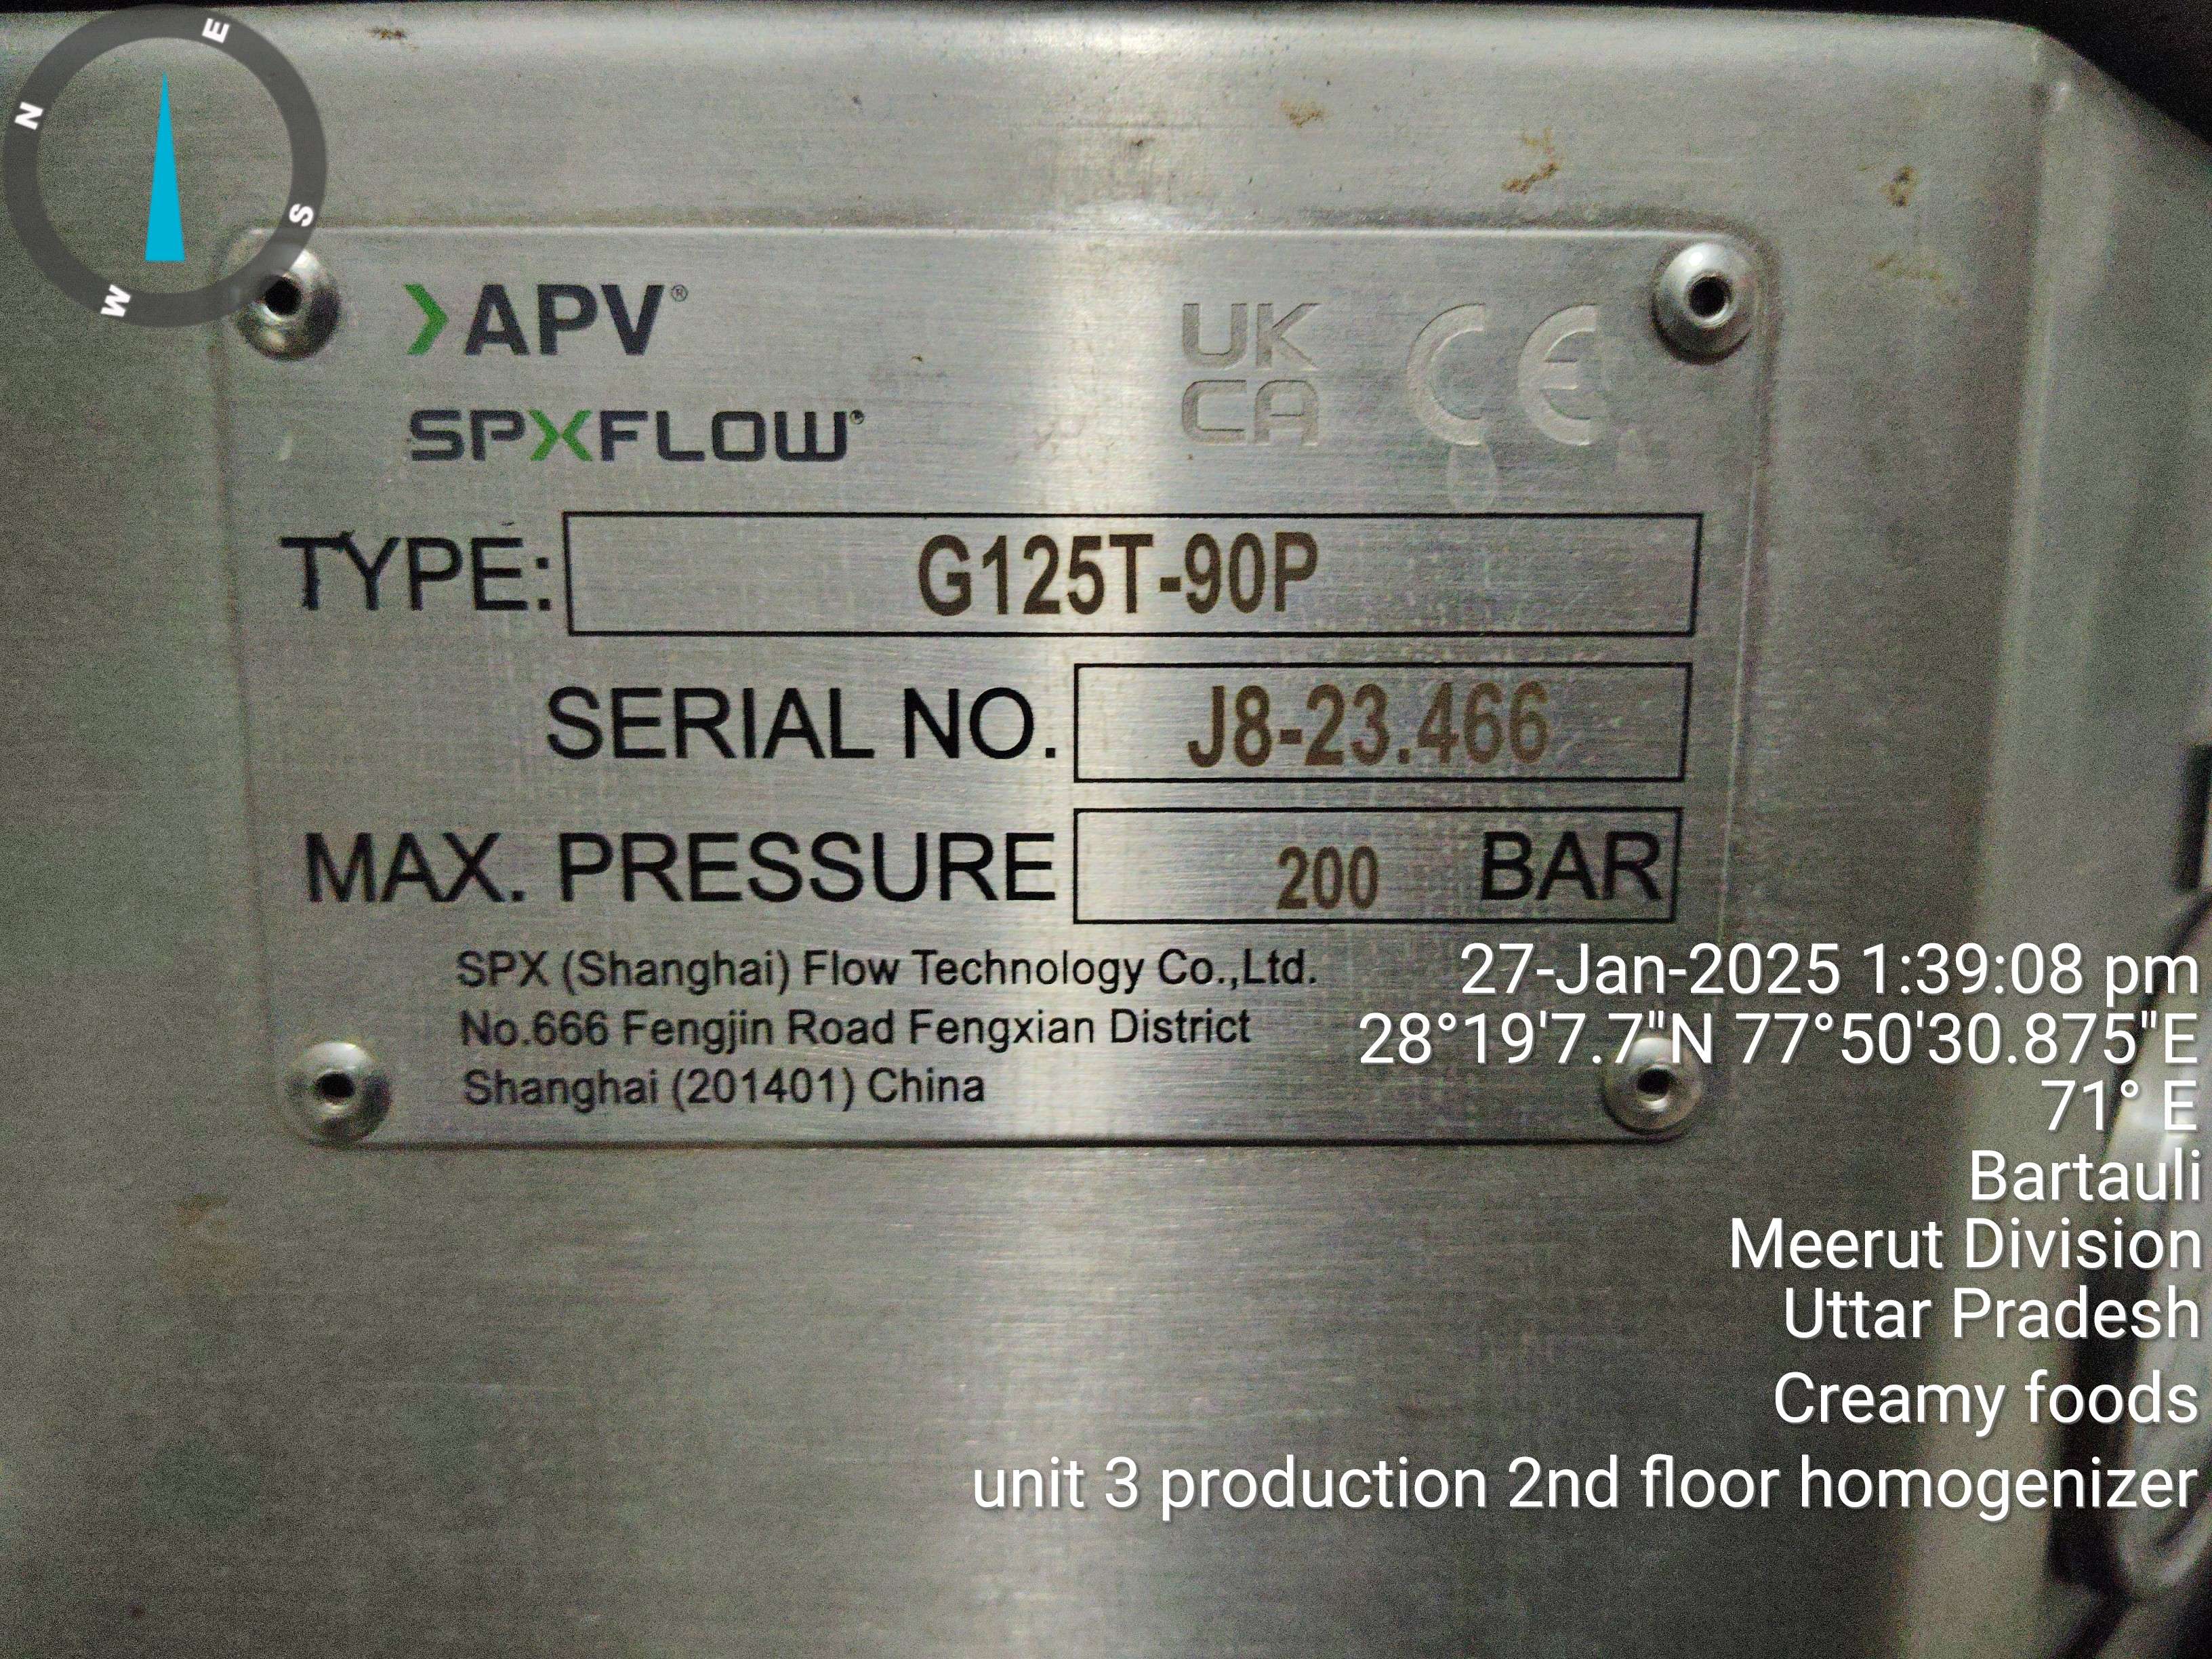 N
E
S
W
APV®
SPXFLOW®
UK
CA
CE
TYPE: G125T-90P
SERIAL NO. J8-23.466
MAX. PRESSURE 200 BAR
SPX (Shanghai) Flow Technology Co.,Ltd.
No.666 Fengjin Road Fengxian District
Shanghai (201401) China
27-Jan-2025 1:39:08 pm
28°19'7.7"N 77°50'30.875"E
71° E
Bartauli
Meerut Division
Uttar Pradesh
Creamy foods
unit 3 production 2nd floor homogenizer